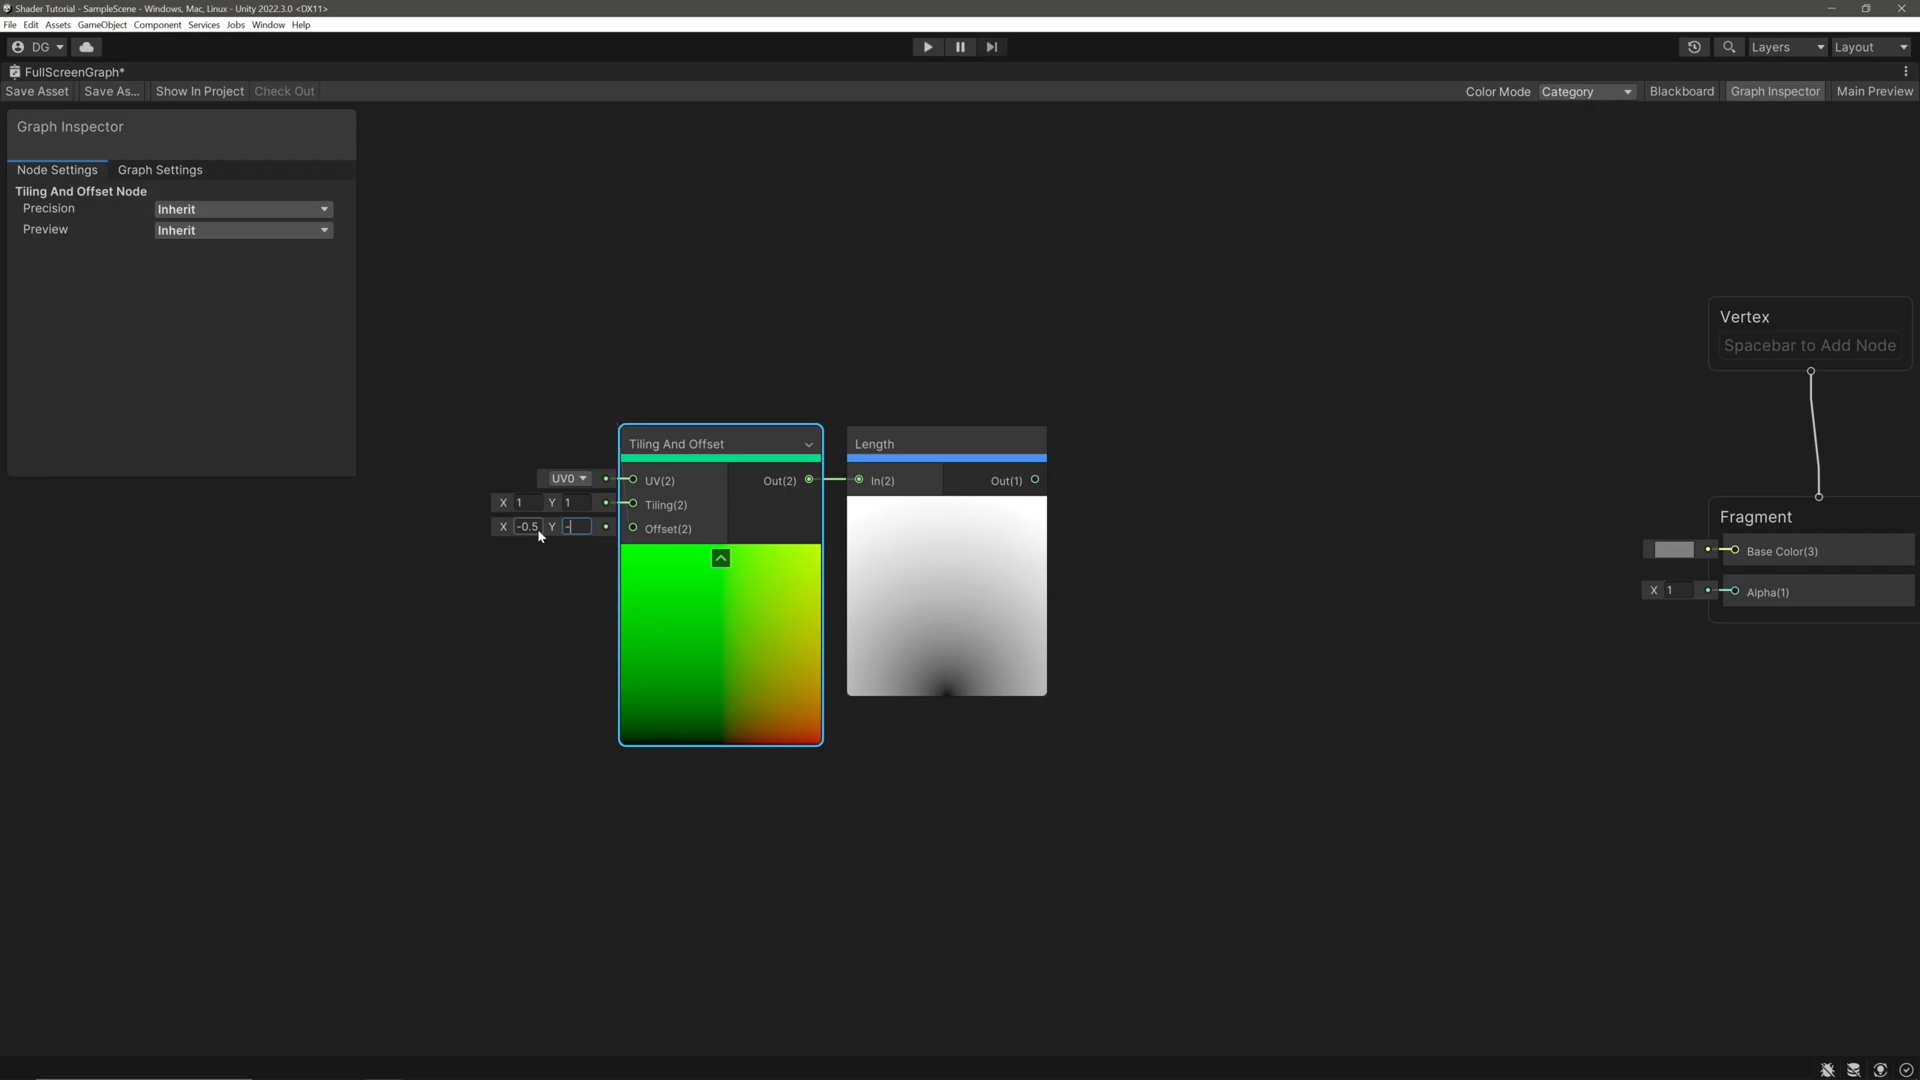 Shader Tutorial - SampleScene - Windows, Mac, Linux - Unity 2022.3.0 <DX11>
File Edit Assets GameObject Component Services Jobs Window Help
DG Layers Layout
FullScreenGraph*
Save Asset Save As... Show In Project Check Out Color Mode Category Blackboard Graph Inspector Main Preview
Graph Inspector
Node Settings Graph Settings
Tiling And Offset Node
Precision Inherit
Preview Inherit
Vertex
Spacebar to Add Node
Tiling And Offset
Length
UV0 UV(2) Out(2) In(2) Out(1)
X 1 Y 1 Tiling(2)
X -0.5 Y - Offset(2)
Fragment
Base Color(3)
X 1 Alpha(1)